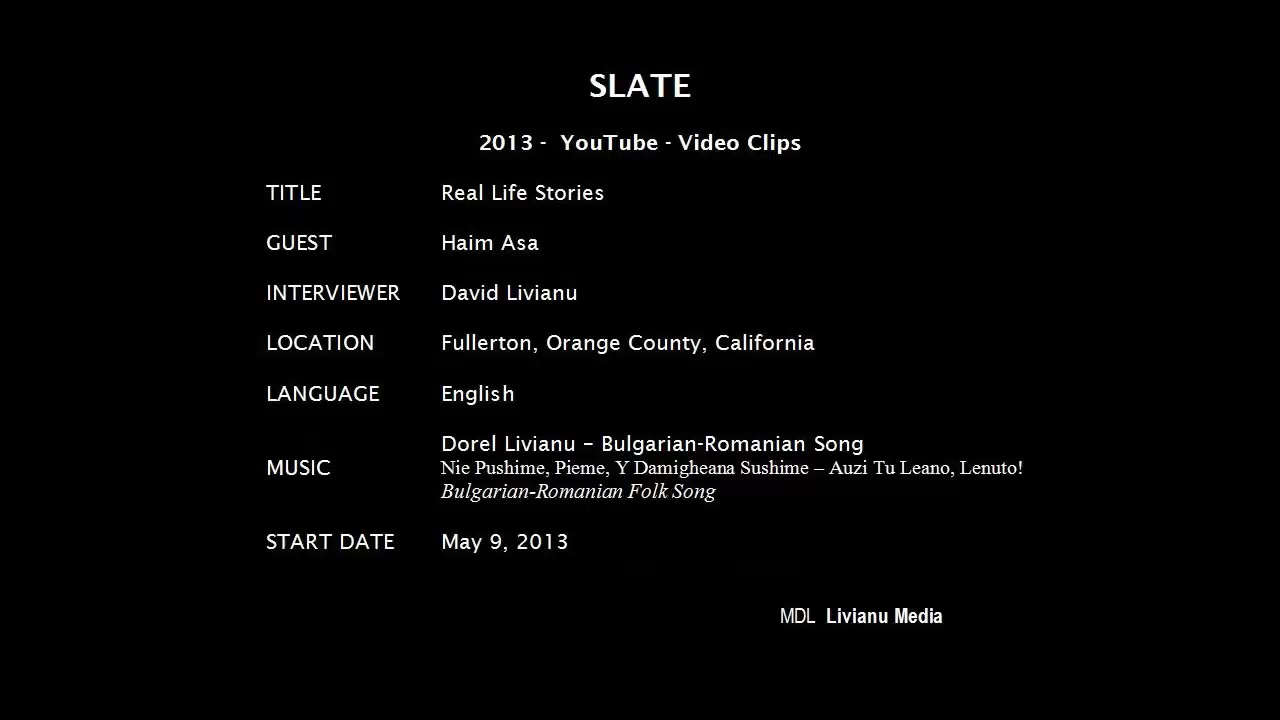 SLATE
2013 - YouTube - Video Clips
TITLE Real Life Stories
GUEST Haim Asa
INTERVIEWER David Livianu
LOCATION Fullerton, Orange County, California
LANGUAGE English
MUSIC Dorel Livianu – Bulgarian-Romanian Song
Nie Pushime, Pieme, Y Damigheana Sushime – Auzi Tu Leano, Lenuto!
Bulgarian-Romanian Folk Song
START DATE May 9, 2013
MDL Livianu Media